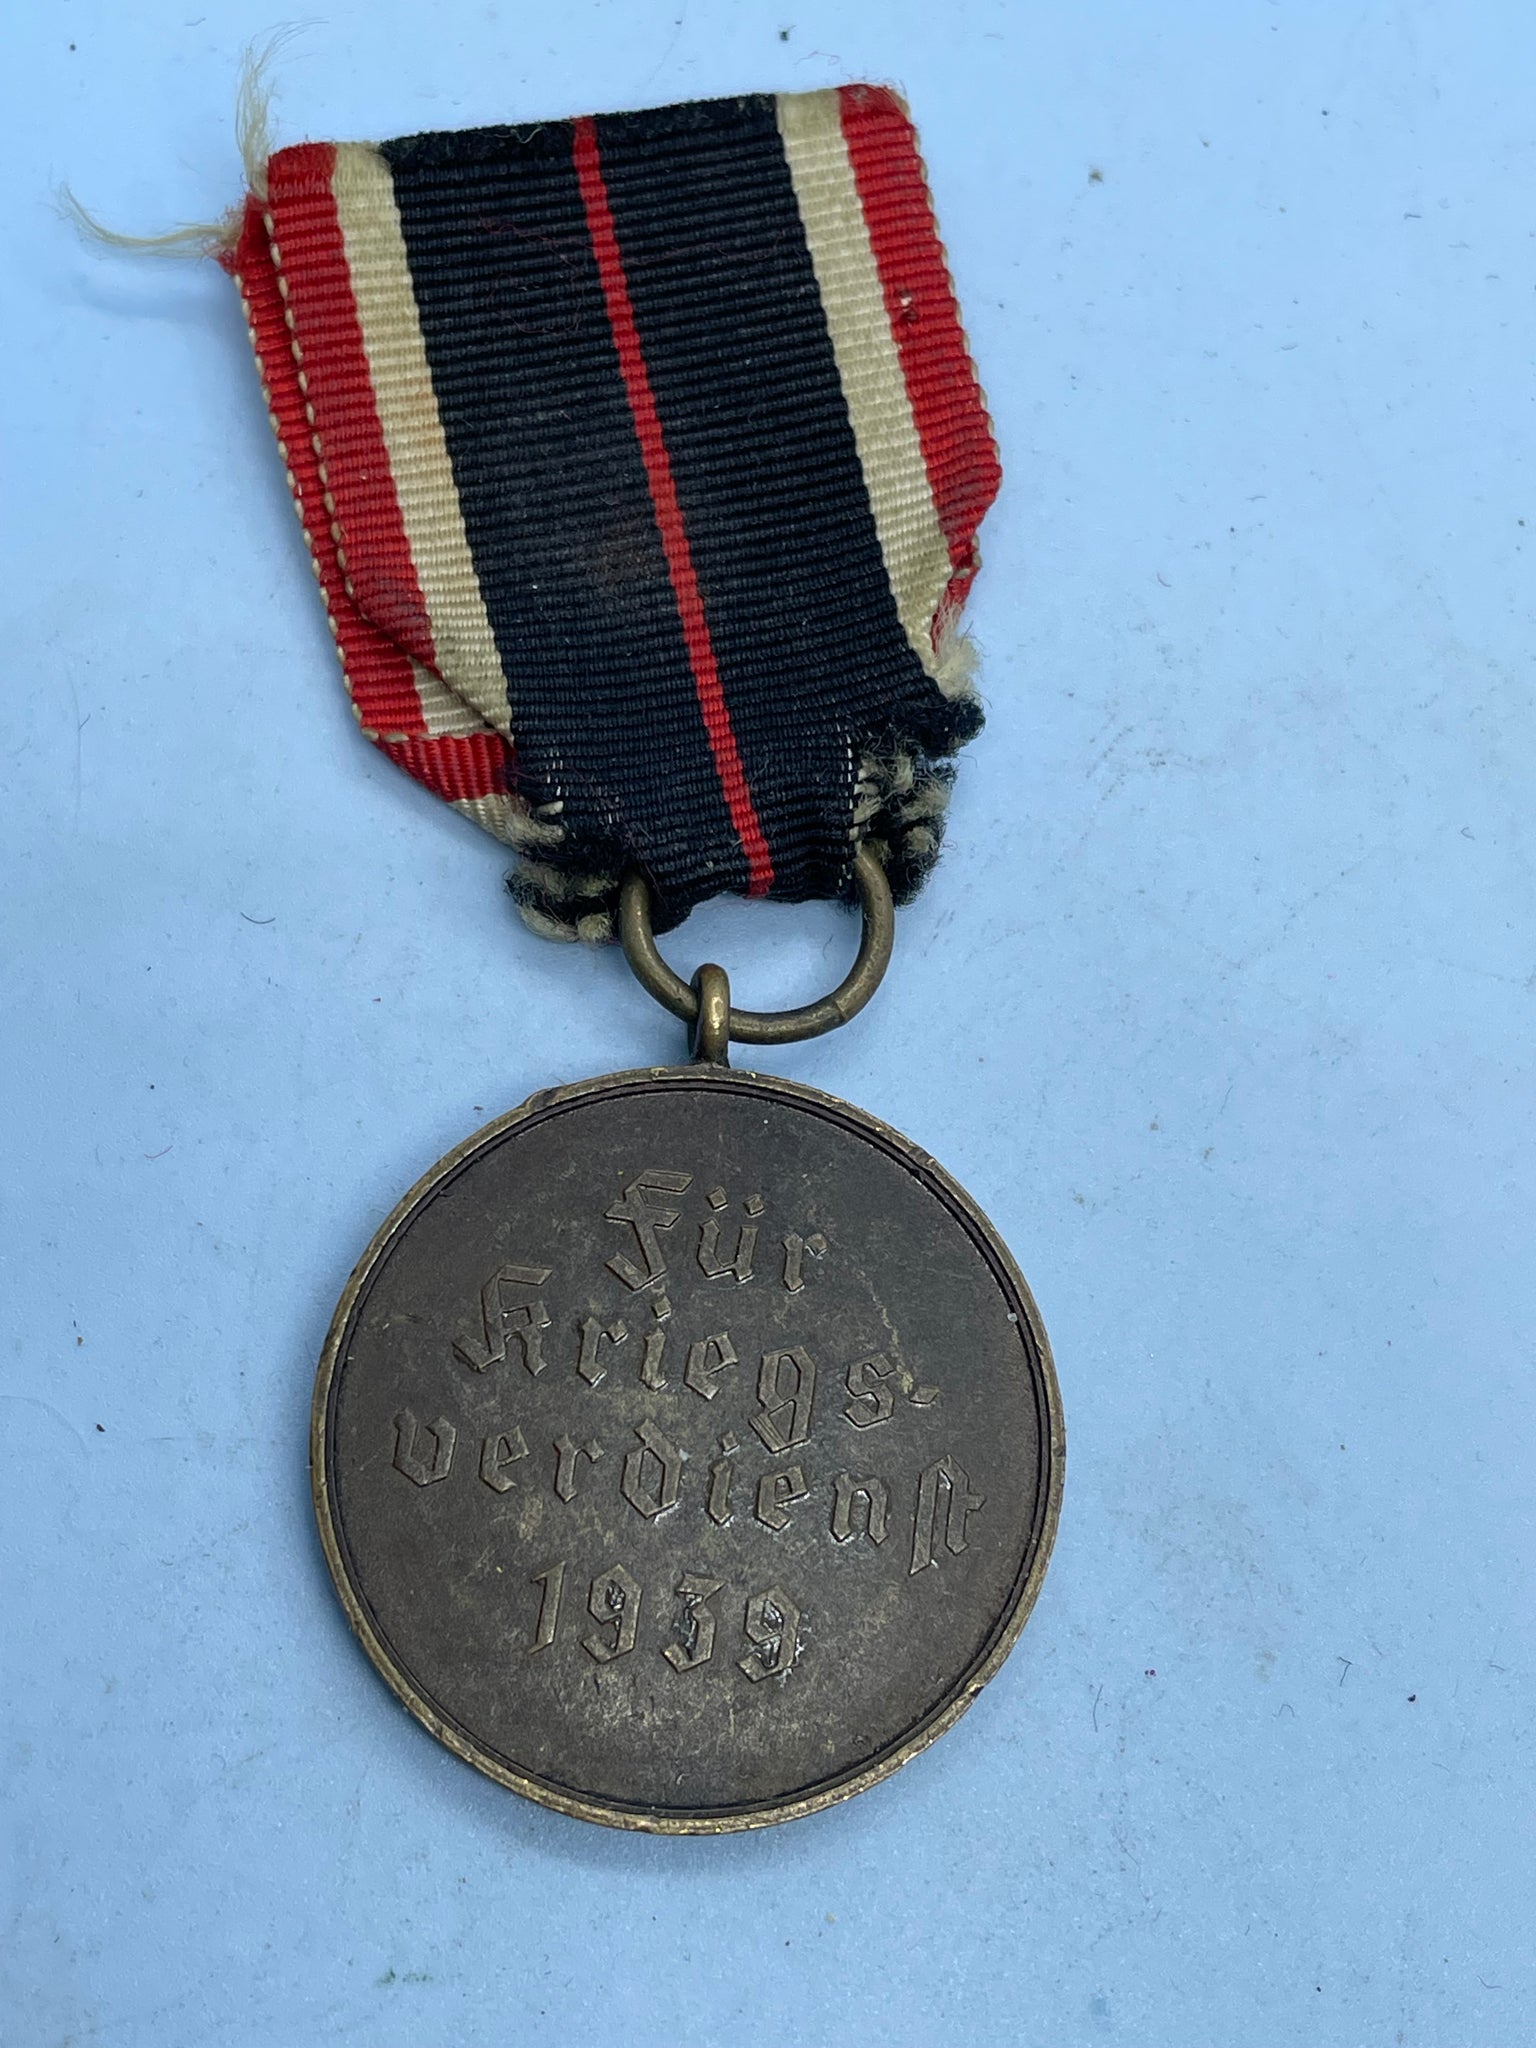 Für
Kriegs-
verdienst
1939